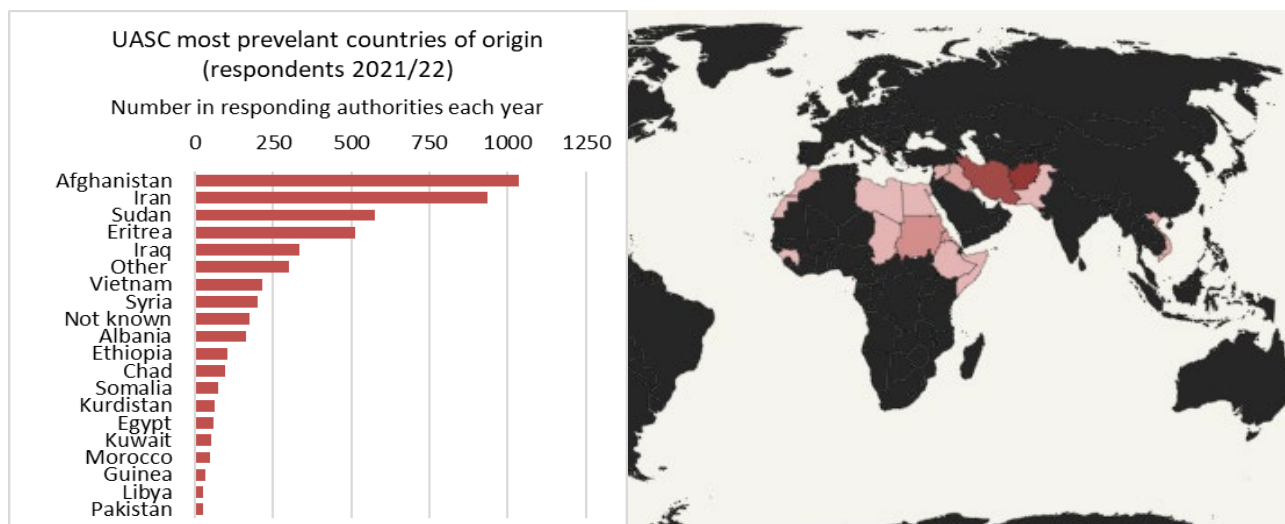 UASC most prevelant countries of origin
(respondents 2021/22)
Number in responding authorities each year
0 250 500 750 1000 1250
Afghanistan
Iran
Sudan
Eritrea
Iraq
Other
Vietnam
Syria
Not known
Albania
Ethiopia
Chad
Somalia
Kurdistan
Egypt
Kuwait
Morocco
Guinea
Libya
Pakistan